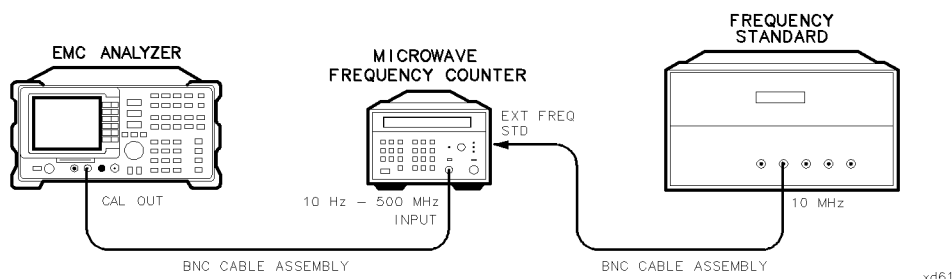 FREQUENCY
STANDARD
EMC ANALYZER
MICROWAVE
FREQUENCY COUNTER
EXT FREQ
STD
CAL OUT
10 Hz – 500 MHz
INPUT
10 MHz
BNC CABLE ASSEMBLY
BNC CABLE ASSEMBLY
xd61